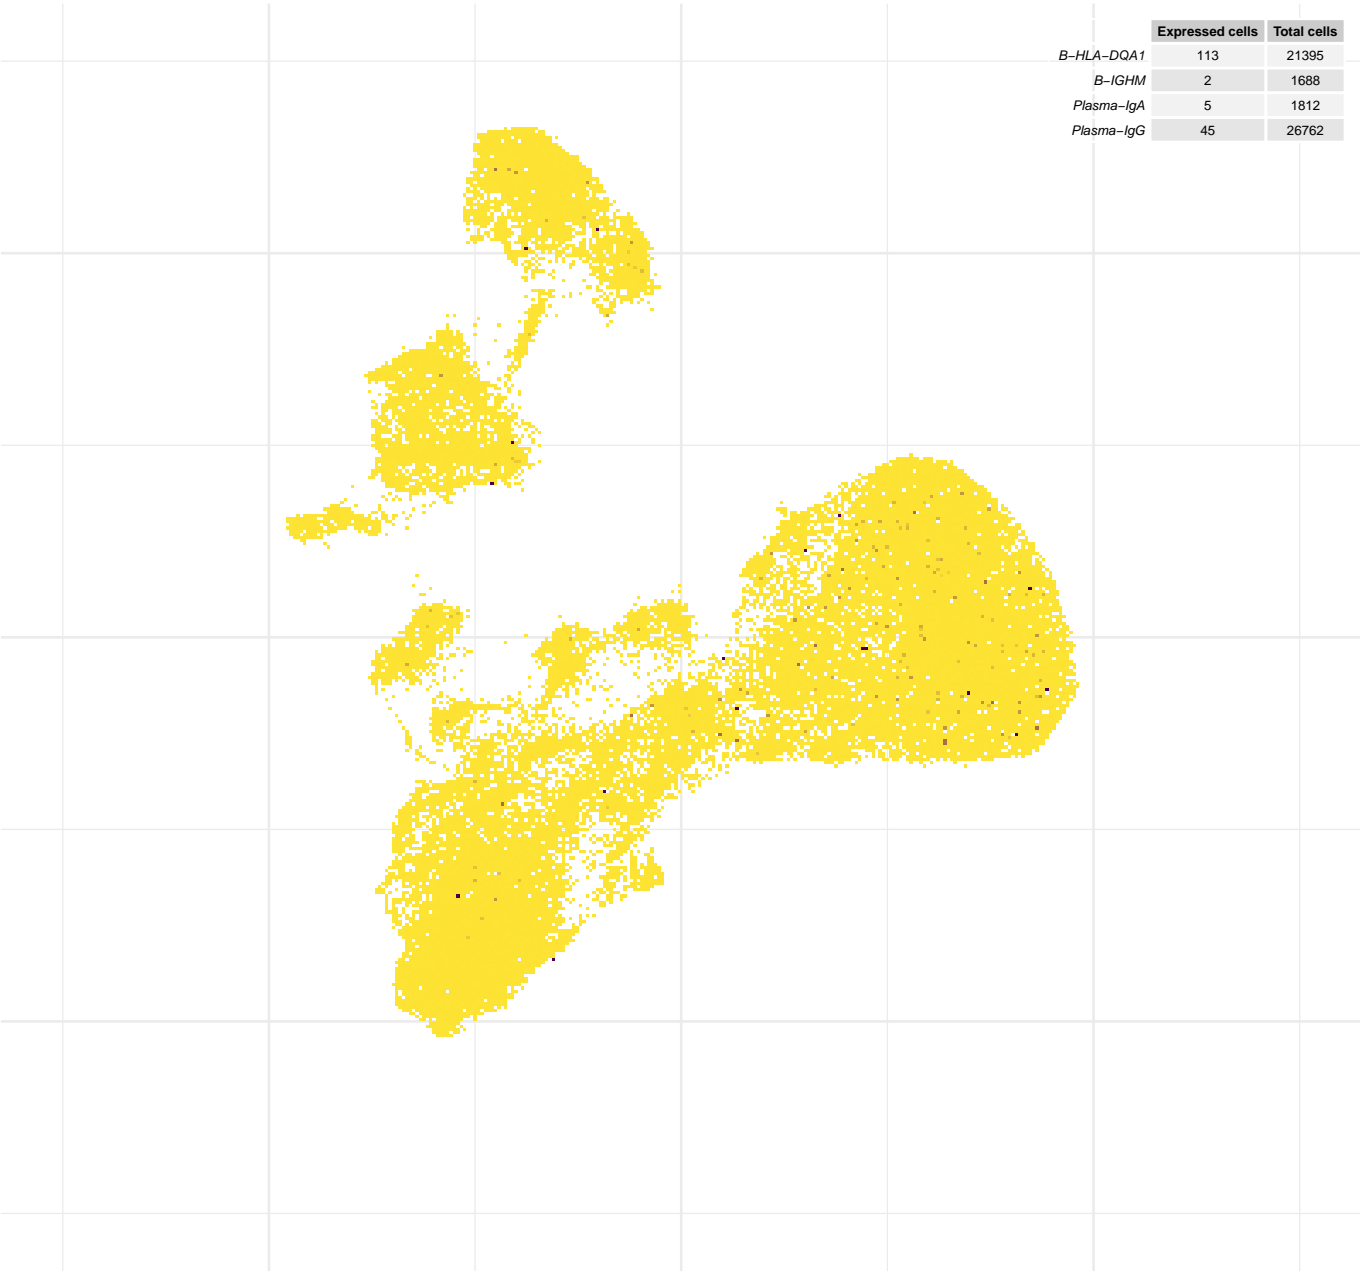 Expressed cells Total cells
B−HLA−DQA1 113 21395
B−IGHM 2 1688
Plasma−IgA 5 1812
Plasma−IgG 45 26762